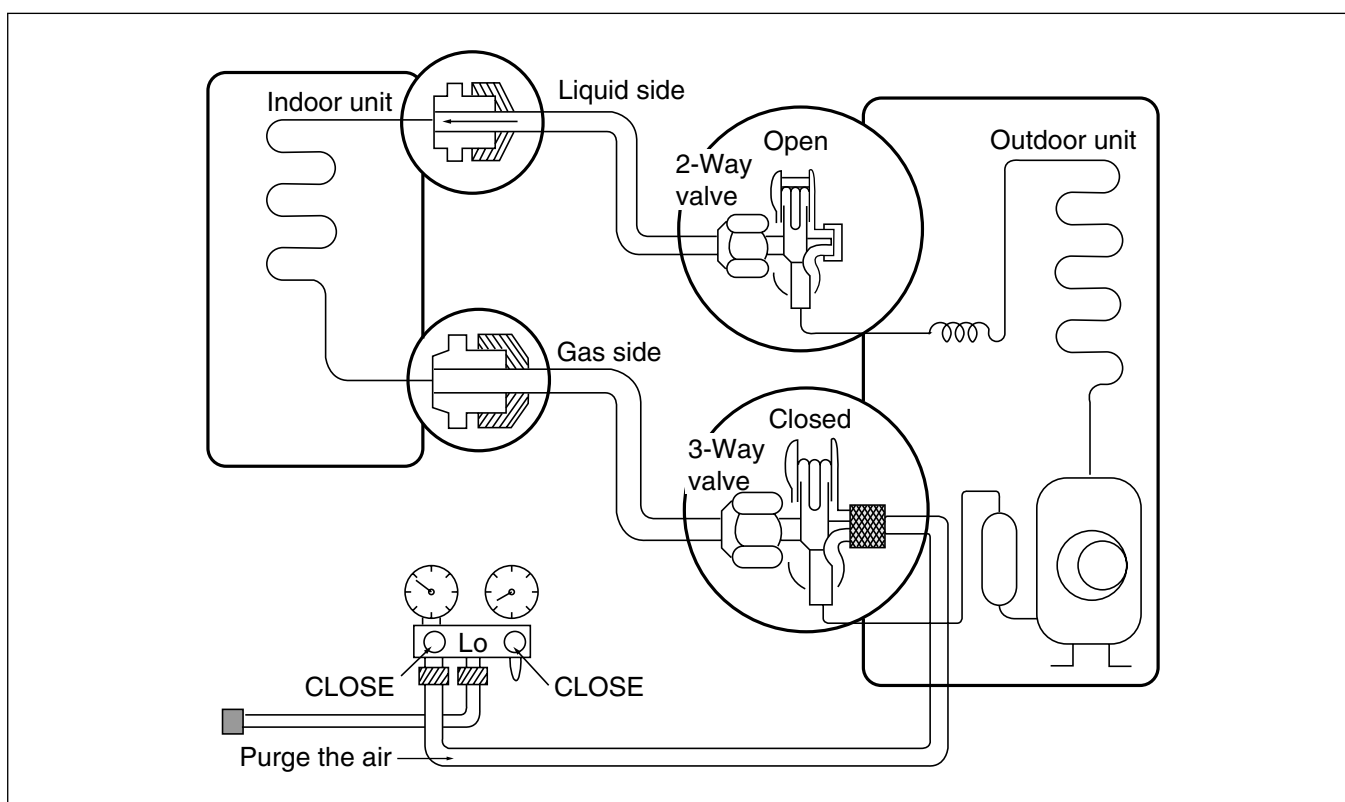 Indoor unit
Liquid side
Open
2-Way
valve
Outdoor unit
Gas side
Closed
3-Way
valve
Lo
CLOSE
CLOSE
Purge the air